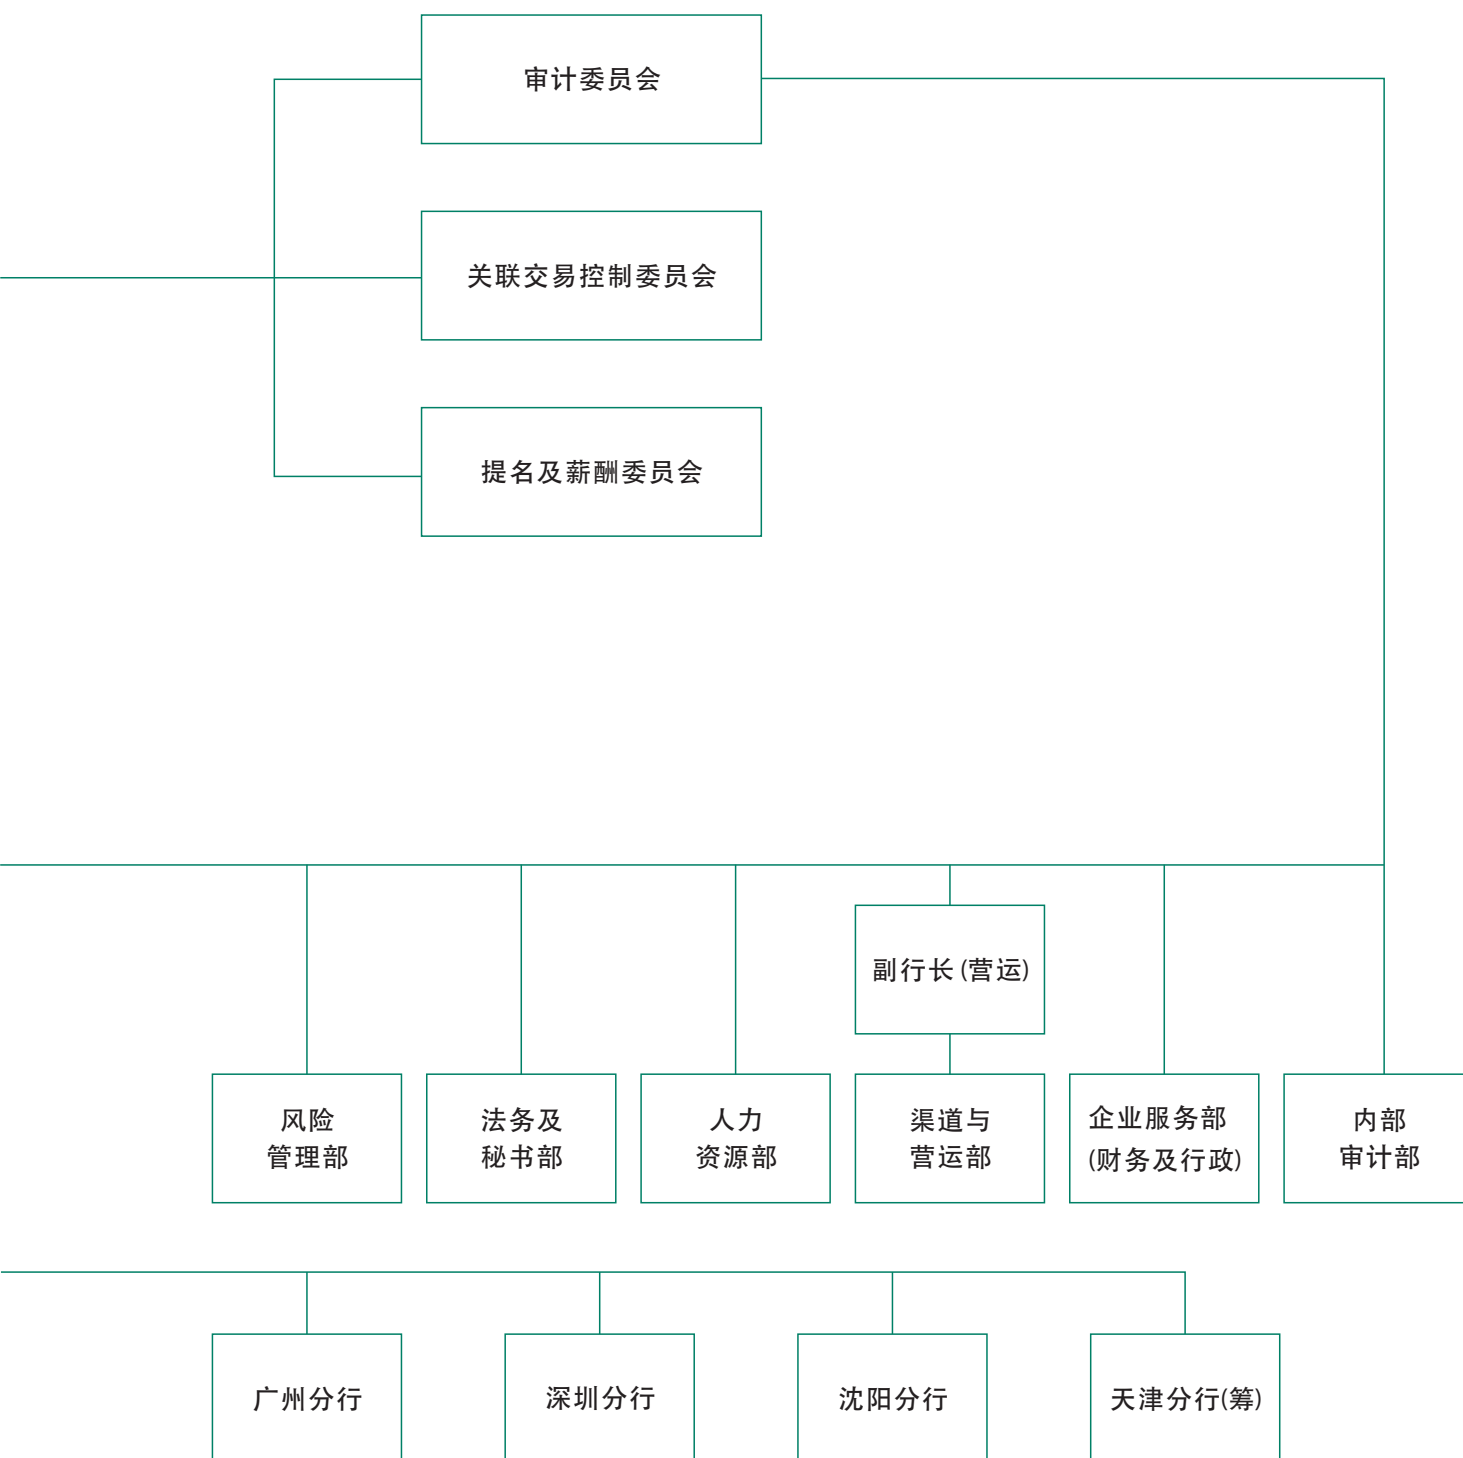 审计委员会
关联交易控制委员会
提名及薪酬委员会
副行长(营运)
风险
管理部
法务及
秘书部
人力
资源部
渠道与
营运部
企业服务部
(财务及行政)
内部
审计部
广州分行
深圳分行
沈阳分行
天津分行(筹)